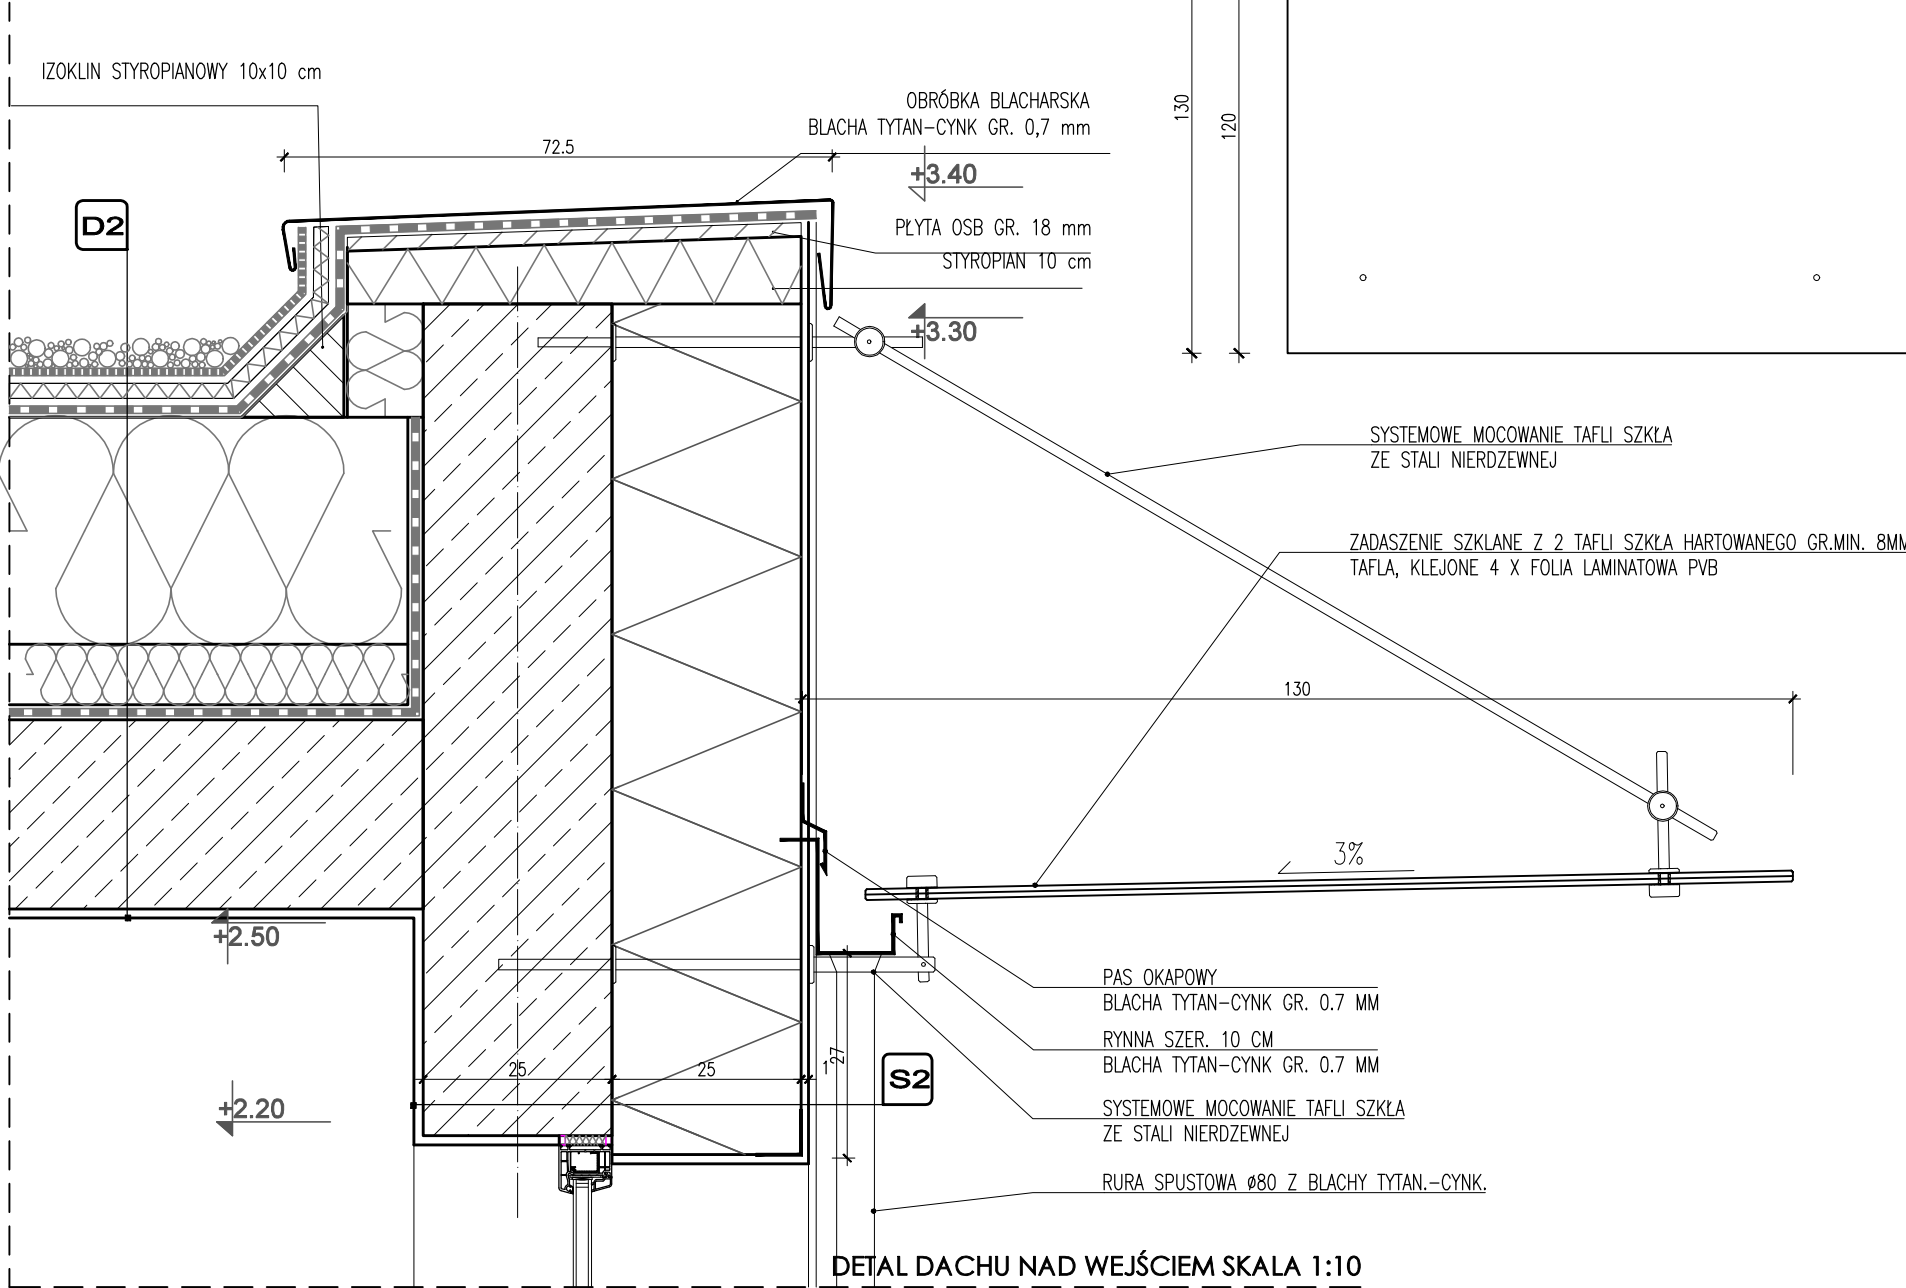 IZOKLIN STYROPIANOWY 10x10 cm
OBRÓBKA BLACHARSKA
BLACHA TYTAN-CYNK GR. 0,7 mm
72.5
130
120
+3.40
D2
PŁYTA OSB GR. 18 mm
STYROPIAN 10 cm
+3.30
SYSTEMOWE MOCOWANIE TAFLI SZKŁA
ZE STALI NIERDZEWNEJ
ZADASZENIE SZKLANE Z 2 TAFLI SZKŁA HARTOWANEGO GR.MIN. 8MM
TAFLA, KLEJONE 4 X FOLIA LAMINATOWA PVB
130
3%
+2.50
PAS OKAPOWY
BLACHA TYTAN-CYNK GR. 0.7 MM
RYNNA SZER. 10 CM
BLACHA TYTAN-CYNK GR. 0.7 MM
25
25
1
27
S2
+2.20
SYSTEMOWE MOCOWANIE TAFLI SZKŁA
ZE STALI NIERDZEWNEJ
RURA SPUSTOWA ø80 Z BLACHY TYTAN.-CYNK.
DETAL DACHU NAD WEJŚCIEM SKALA 1:10